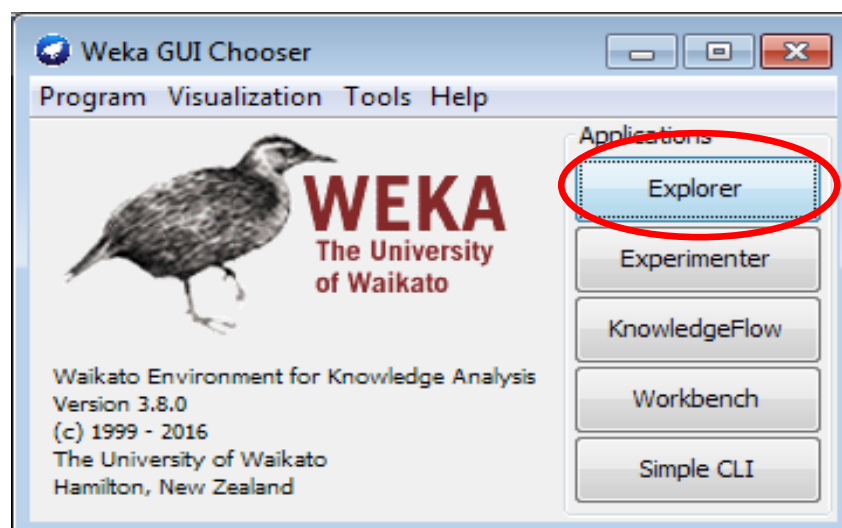 Weka GUI Chooser
Program Visualization Tools Help
Applications
WEKA
The University
of Waikato
Explorer
Experimenter
KnowledgeFlow
Workbench
Simple CLI
Waikato Environment for Knowledge Analysis
Version 3.8.0
(c) 1999 - 2016
The University of Waikato
Hamilton, New Zealand